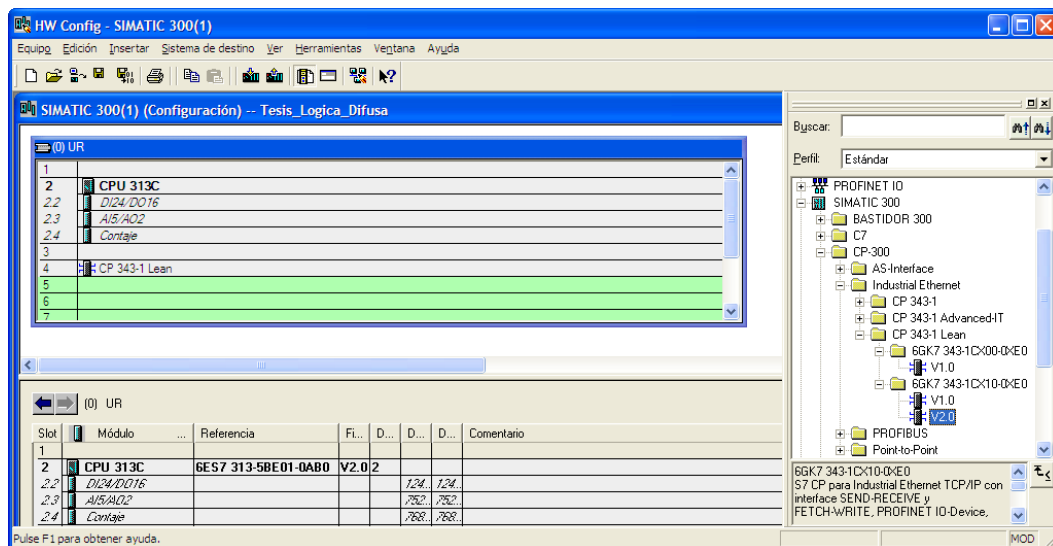 HW Config - SIMATIC 300(1)
Equipo Edición Insertar Sistema de destino Ver Herramientas Ventana Ayuda
SIMATIC 300(1) (Configuración) -- Tesis_Logica_Difusa
(0) UR
1
2 CPU 313C
2.2 DI24/DO16
2.3 AI5/AO2
2.4 Contaje
3
4 CP 343-1 Lean
5
6
7
(0) UR
Slot Módulo ... Referencia Fi... D... D... D... Comentario
1
2 CPU 313C 6ES7 313-5BE01-0AB0 V2.0 2
2.2 DI24/DO16 124.. 124..
2.3 AI5/AO2 752.. 752..
2.4 Contaje 768.. 768..
Buscar:
Perfil: Estándar
PROFINET IO
SIMATIC 300
BASTIDOR 300
C7
CP-300
AS-Interface
Industrial Ethernet
CP 343-1
CP 343-1 Advanced-IT
CP 343-1 Lean
6GK7 343-1CX00-0XE0
V1.0
6GK7 343-1CX10-0XE0
V1.0
V2.0
PROFIBUS
Point-to-Point
6GK7 343-1CX10-0XE0
S7 CP para Industrial Ethernet TCP/IP con
interface SEND-RECEIVE y
FETCH-WRITE, PROFINET IO-Device,
Pulse F1 para obtener ayuda.
MOD